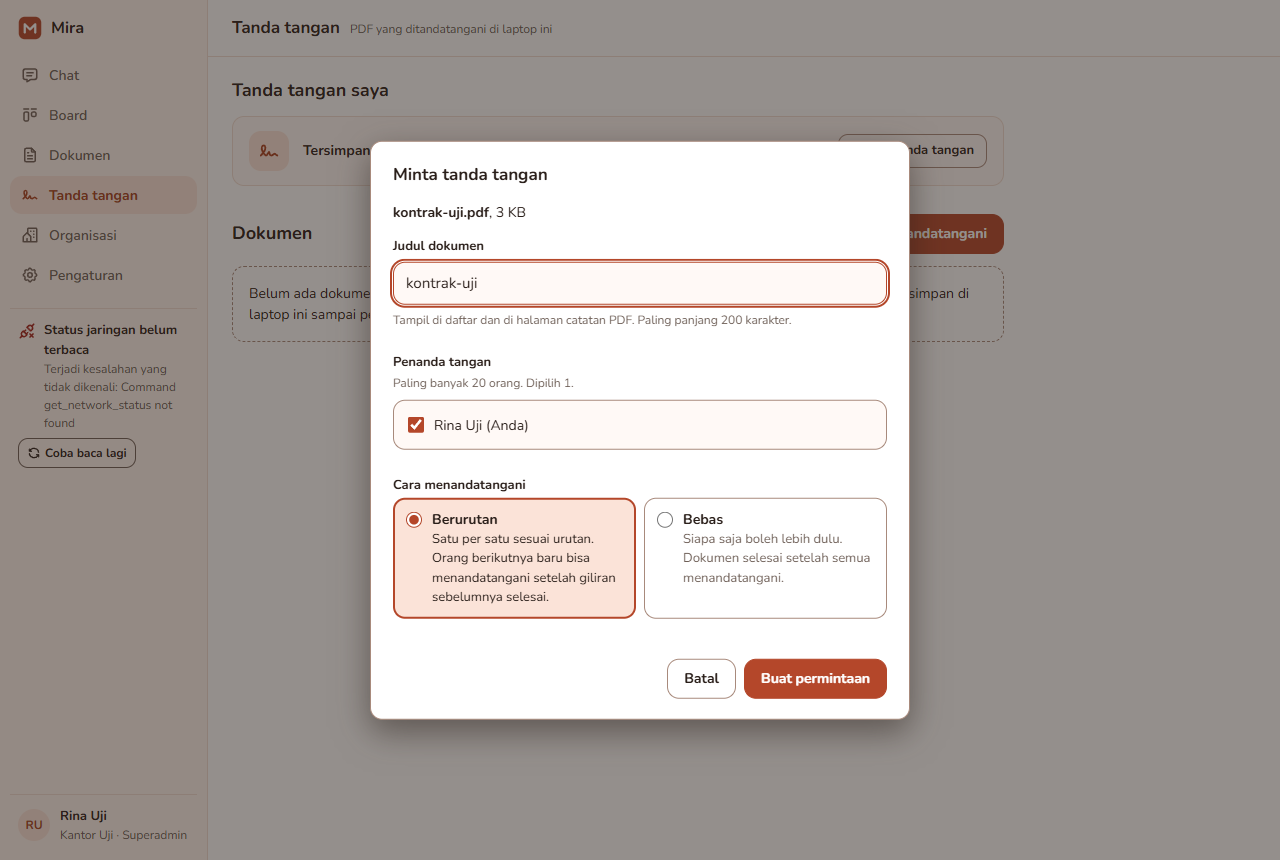 Mira
Chat
Board
Dokumen
Tanda tangan
Organisasi
Pengaturan
Status jaringan belum
terbaca
Terjadi kesalahan yang
tidak dikenali: Command
get_network_status not
found
Coba baca lagi
RU
Rina Uji
Kantor Uji · Superadmin
Tanda tangan PDF yang ditandatangani di laptop ini
Tanda tangan saya
Tersimpan
tangan
Dokumen
Belum ada
laptop ini sampai
simpan di
Minta tanda tangan
kontrak-uji.pdf, 3 KB
Judul dokumen
kontrak-uji
Tampil di daftar dan di halaman catatan PDF. Paling panjang 200 karakter.
Penanda tangan
Paling banyak 20 orang. Dipilih 1.
Rina Uji (Anda)
Cara menandatangani
Berurutan
Satu per satu sesuai urutan.
Orang berikutnya baru bisa
menandatangani setelah giliran
sebelumnya selesai.
Bebas
Siapa saja boleh lebih dulu.
Dokumen selesai setelah semua
menandatangani.
Batal
Buat permintaan